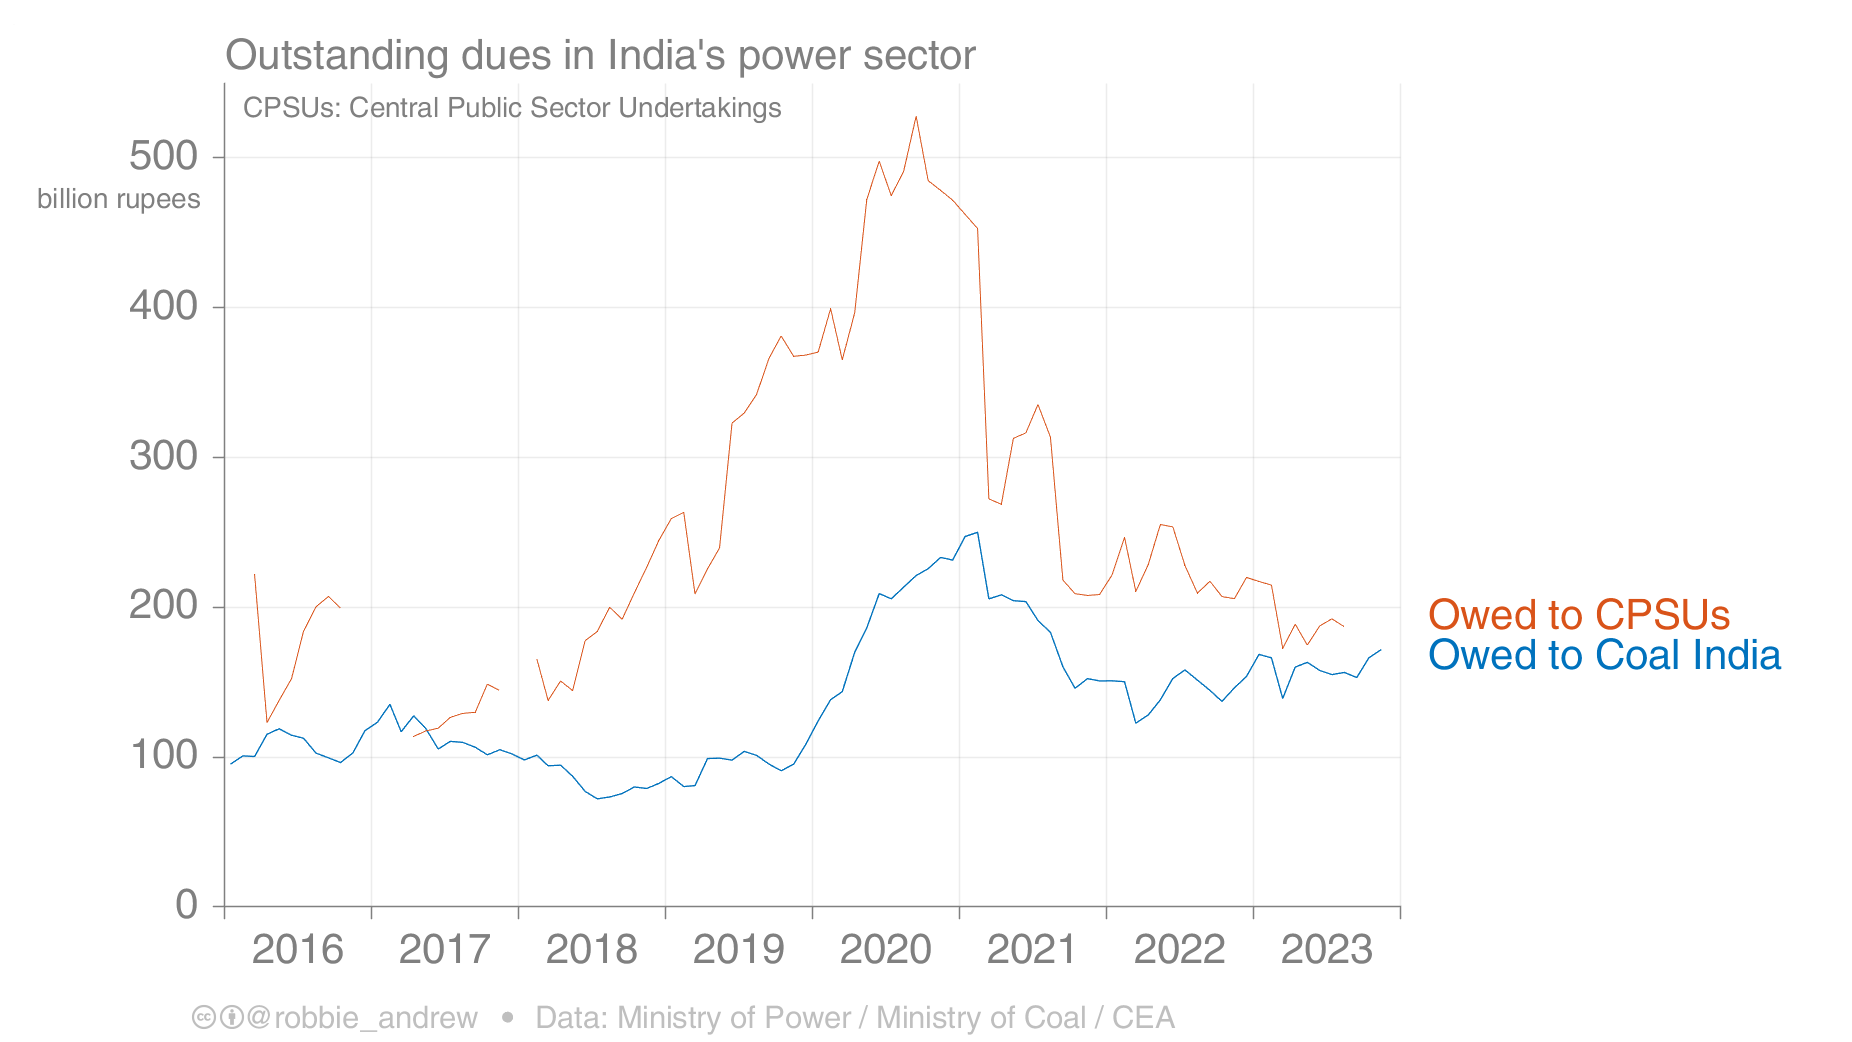 Outstanding dues in India's power sector
CPSUs: Central Public Sector Undertakings
500
billion rupees
400
300
200
100
0
Owed to CPSUs
Owed to Coal India
2016 2017 2018 2019 2020 2021 2022 2023
cc @robbie_andrew • Data: Ministry of Power / Ministry of Coal / CEA